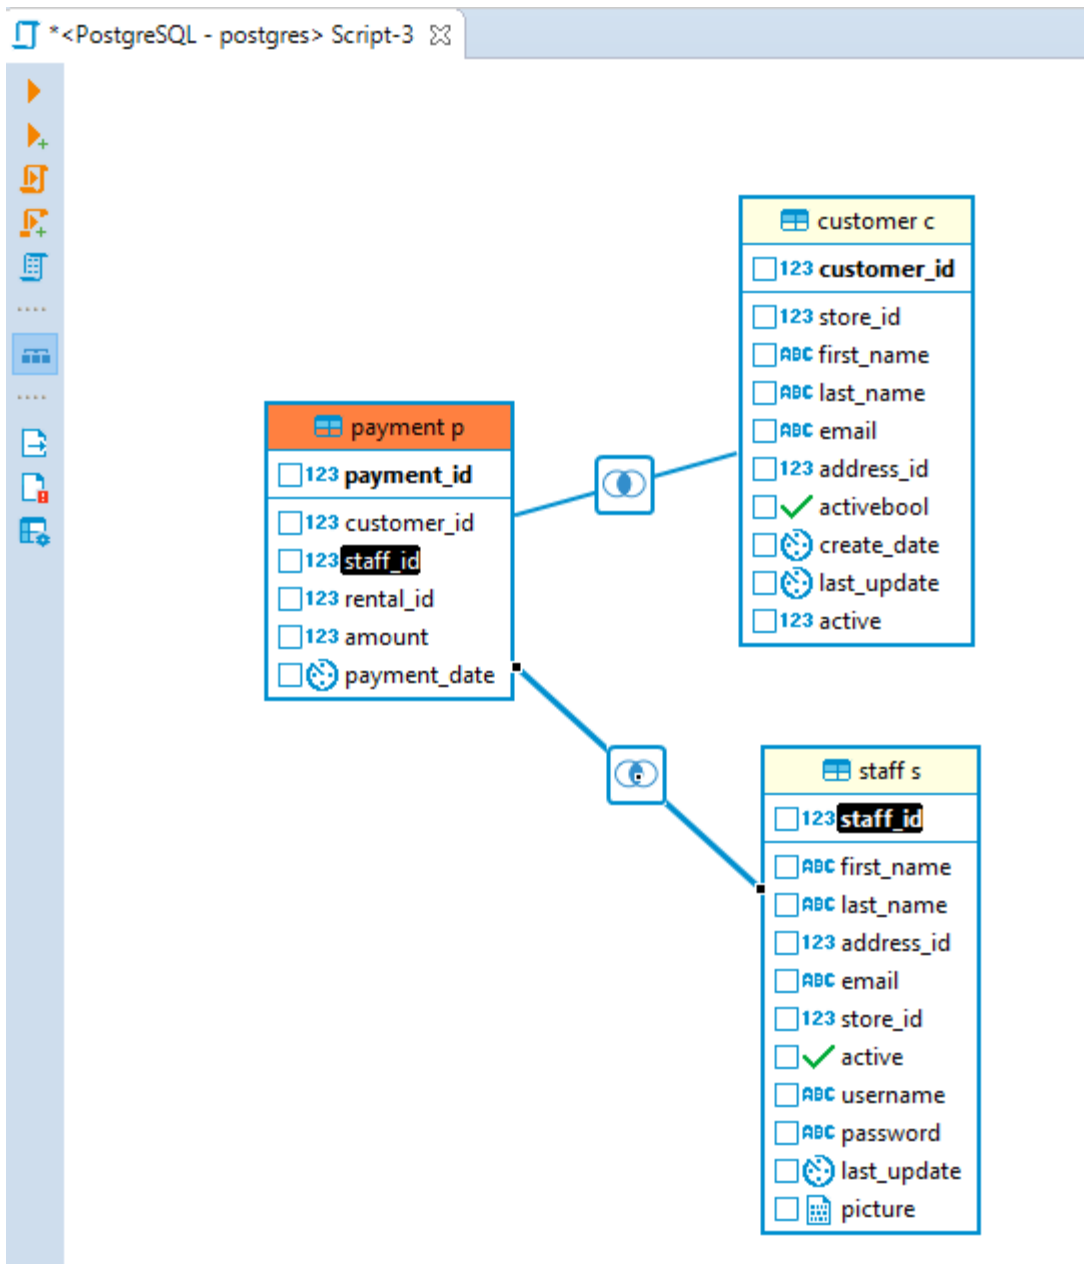 *<PostgreSQL - postgres> Script-3
customer c
123 customer_id
123 store_id
ABC first_name
ABC last_name
ABC email
123 address_id
activebool
create_date
last_update
123 active
payment p
123 payment_id
123 customer_id
123 staff_id
123 rental_id
123 amount
payment_date
staff s
123 staff_id
ABC first_name
ABC last_name
123 address_id
ABC email
123 store_id
active
ABC username
ABC password
last_update
picture